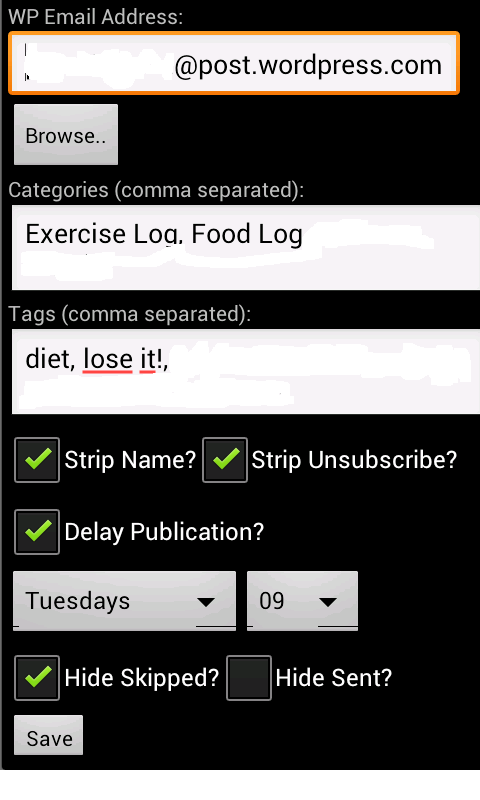 WP Email Address:
@post.wordpress.com
Browse..
Categories (comma separated):
Exercise Log, Food Log
Tags (comma separated):
diet, lose it!,
Strip Name? Strip Unsubscribe?
Delay Publication?
Tuesdays 09
Hide Skipped? Hide Sent?
Save